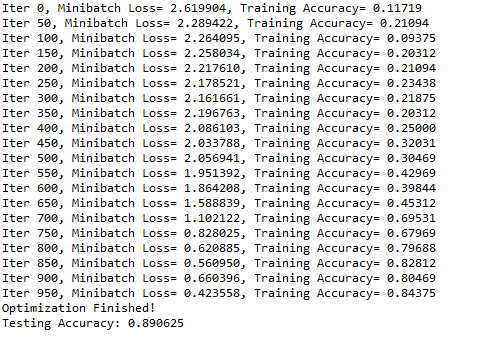 Iter 0, Minibatch Loss= 2.619904, Training Accuracy= 0.11719
Iter 50, Minibatch Loss= 2.289422, Training Accuracy= 0.21094
Iter 100, Minibatch Loss= 2.264095, Training Accuracy= 0.09375
Iter 150, Minibatch Loss= 2.258034, Training Accuracy= 0.20312
Iter 200, Minibatch Loss= 2.217610, Training Accuracy= 0.21094
Iter 250, Minibatch Loss= 2.178521, Training Accuracy= 0.23438
Iter 300, Minibatch Loss= 2.161661, Training Accuracy= 0.21875
Iter 350, Minibatch Loss= 2.196763, Training Accuracy= 0.20312
Iter 400, Minibatch Loss= 2.086103, Training Accuracy= 0.25000
Iter 450, Minibatch Loss= 2.033788, Training Accuracy= 0.32031
Iter 500, Minibatch Loss= 2.056941, Training Accuracy= 0.30469
Iter 550, Minibatch Loss= 1.951392, Training Accuracy= 0.42969
Iter 600, Minibatch Loss= 1.864208, Training Accuracy= 0.39844
Iter 650, Minibatch Loss= 1.588839, Training Accuracy= 0.45312
Iter 700, Minibatch Loss= 1.102122, Training Accuracy= 0.69531
Iter 750, Minibatch Loss= 0.828025, Training Accuracy= 0.67969
Iter 800, Minibatch Loss= 0.620885, Training Accuracy= 0.79688
Iter 850, Minibatch Loss= 0.560950, Training Accuracy= 0.82812
Iter 900, Minibatch Loss= 0.660396, Training Accuracy= 0.80469
Iter 950, Minibatch Loss= 0.423558, Training Accuracy= 0.84375
Optimization Finished!
Testing Accuracy: 0.890625